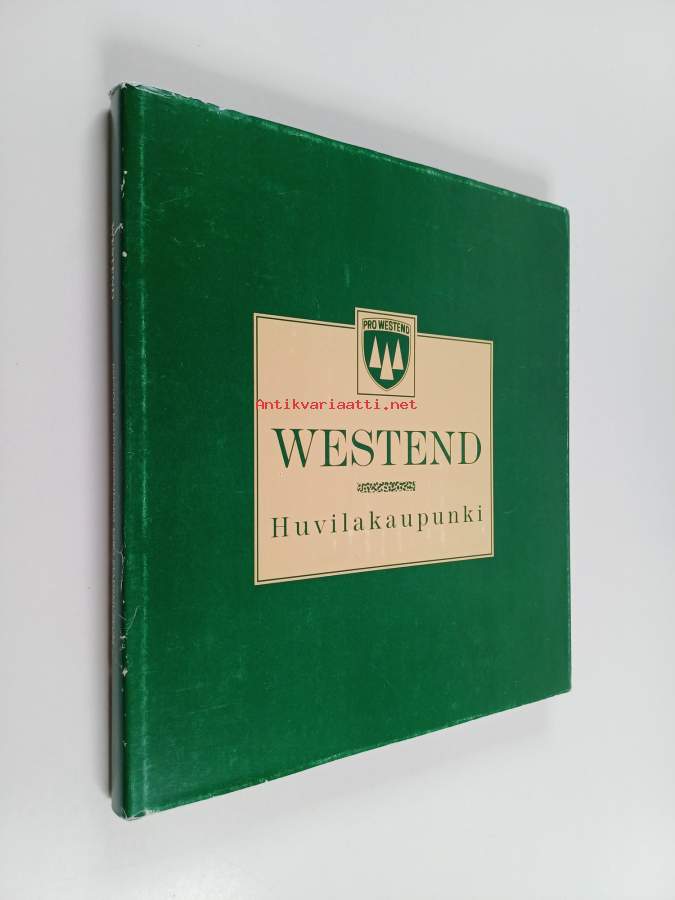 PRO WESTEND
Antikvariaatti.net
WESTEND
Huvilakaupunki